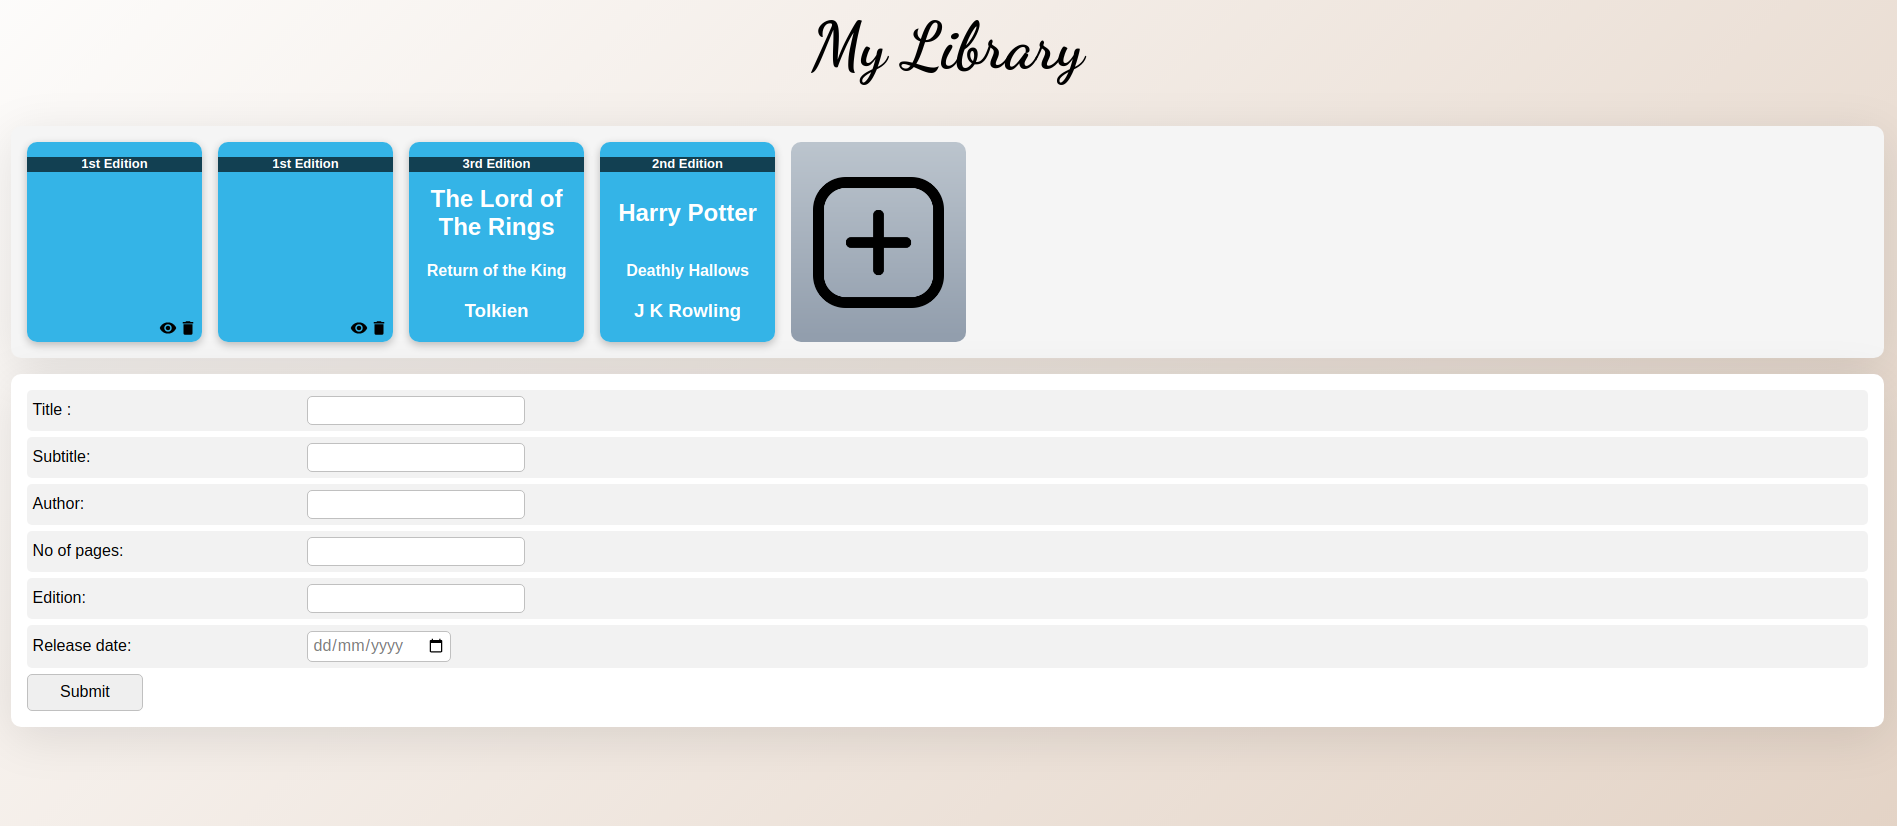 My Library
1st Edition
1st Edition
3rd Edition
The Lord of
The Rings
Return of the King
Tolkien
2nd Edition
Harry Potter
Deathly Hallows
J K Rowling
Title :
Subtitle:
Author:
No of pages:
Edition:
Release date:
dd/mm/yyyy
Submit